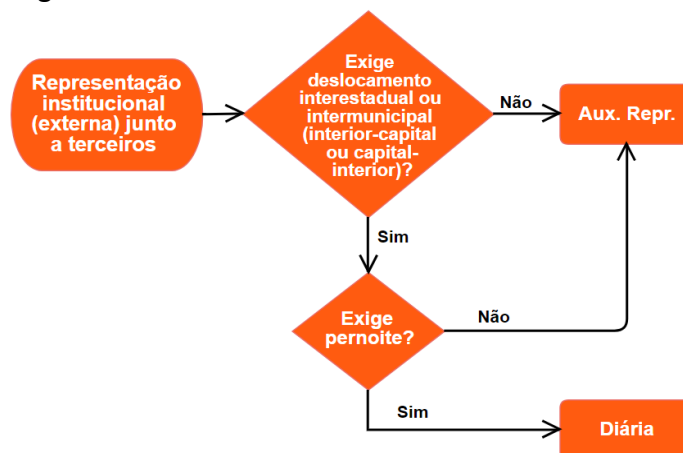 Representação
institucional
(externa) junto
a terceiros
Exige
deslocamento
interestadual ou
intermunicipal
(interior-capital
ou capital-
interior)?
Não
Aux. Repr.
Sim
Exige
pernoite?
Não
Sim
Diária